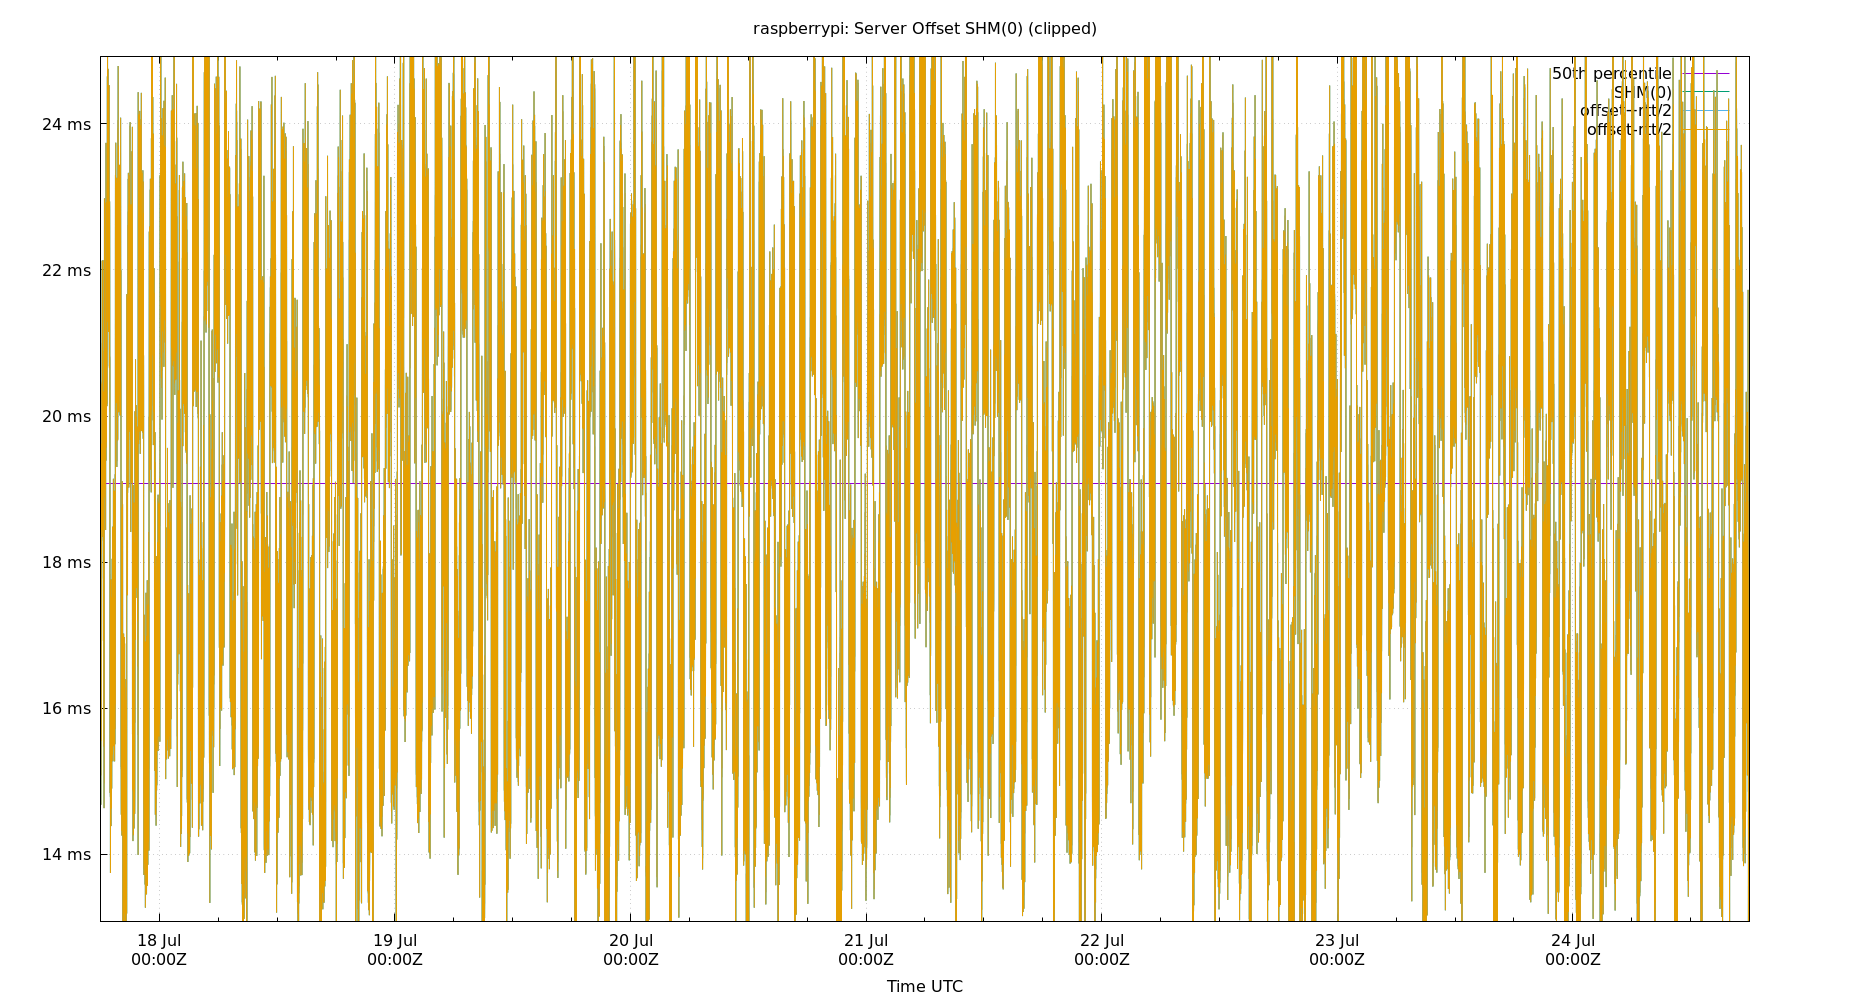 raspberrypi: Server Offset SHM(0) (clipped)
50th percentile
SHM(0)
offset+rtt/2
offset-rtt/2
24 ms
22 ms
20 ms
18 ms
16 ms
14 ms
18 Jul 19 Jul 20 Jul 21 Jul 22 Jul 23 Jul 24 Jul
00:00Z 00:00Z 00:00Z 00:00Z 00:00Z 00:00Z 00:00Z
Time UTC